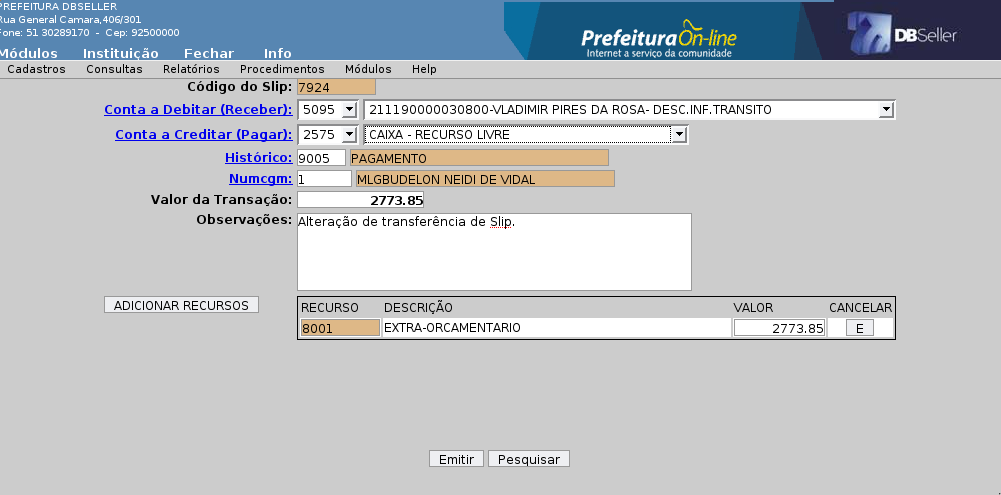 PREFEITURA DBSELLER
Rua General Camara,406/301
Fone: 51 30289170 - Cep: 92500000
Prefeitura On-line
Internet a serviço da comunidade
DBSeller
Módulos Instituição Fechar Info
Cadastros Consultas Relatórios Procedimentos Módulos Help
Código do Slip: 7924
Conta a Debitar (Receber): 5095 211190000030800-VLADIMIR PIRES DA ROSA- DESC.INF.TRANSITO
Conta a Creditar (Pagar): 2575 CAIXA - RECURSO LIVRE
Histórico: 9005 PAGAMENTO
Numcgm: 1 MLGBUDELON NEIDI DE VIDAL
Valor da Transação: 2773.85
Observações: Alteração de transferência de Slip.
ADICIONAR RECURSOS
RECURSO DESCRIÇÃO VALOR CANCELAR
8001 EXTRA-ORCAMENTARIO 2773.85 E
Emitir Pesquisar